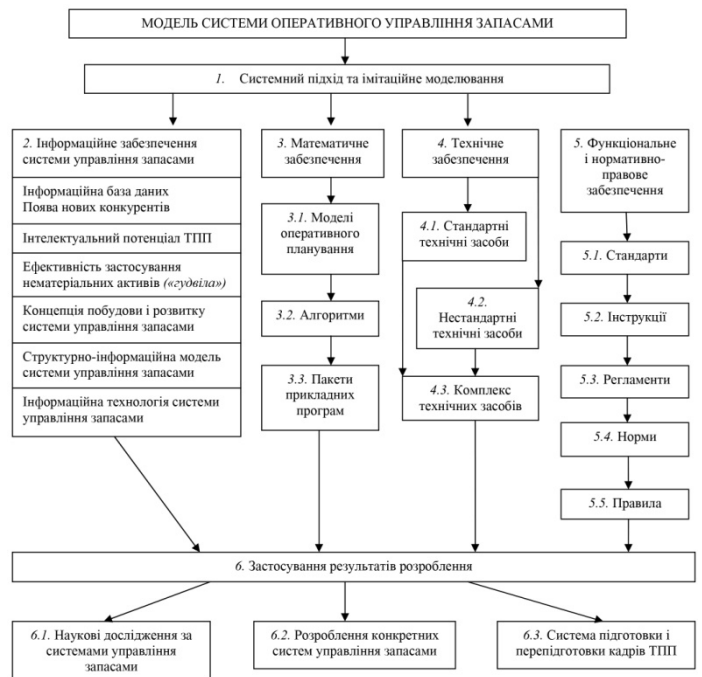 МОДЕЛЬ СИСТЕМИ ОПЕРАТИВНОГО УПРАВЛІННЯ ЗАПАСАМИ
1. Системний підхід та імітаційне моделювання
2. Інформаційне забезпечення
системи управління запасами
Інформаційна база даних
Поява нових конкурентів
Інтелектуальний потенціал ТПП
Ефективність застосування
нематеріальних активів («гудвіла»)
Концепція побудови і розвитку
системи управління запасами
Структурно-інформаційна модель
системи управління запасами
Інформаційна технологія системи
управління запасами
3. Математичне
забезпечення
3.1. Моделі
оперативного
планування
3.2. Алгоритми
3.3. Пакети
прикладних
програм
4. Технічне
забезпечення
4.1. Стандартні
технічні засоби
4.2.
Нестандартні
технічні засоби
4.3. Комплекс
технічних засобів
5. Функціональне
і нормативно-
правове
забезпечення
5.1. Стандарти
5.2. Інструкції
5.3. Регламенти
5.4. Норми
5.5. Правила
6. Застосування результатів розроблення
6.1. Наукові дослідження за
системами управління
запасами
6.2. Розроблення конкретних
систем управління запасами
6.3. Система підготовки і
перепідготовки кадрів ТПП